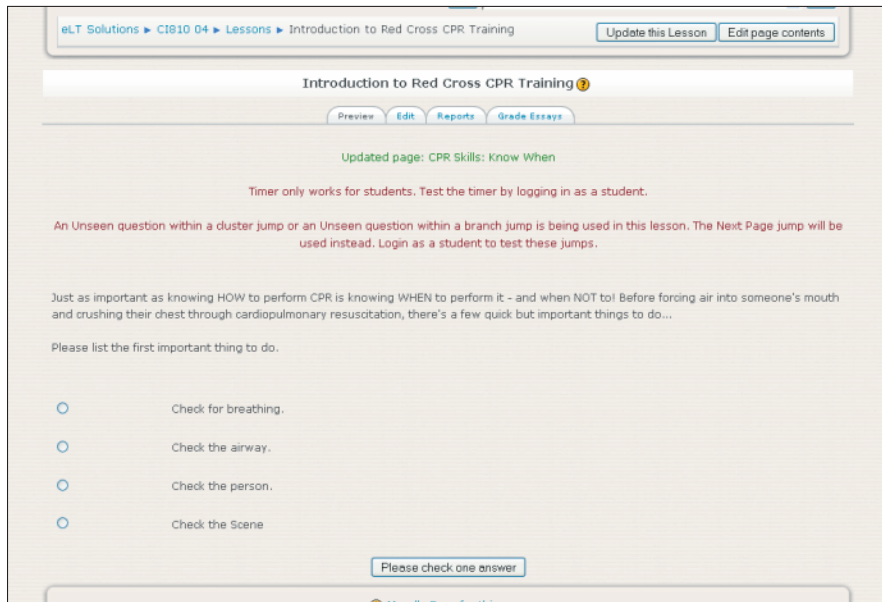 eLT Solutions ► CI810 04 ► Lessons ► Introduction to Red Cross CPR Training
Update this Lesson
Edit page contents
Introduction to Red Cross CPR Training
Preview
Edit
Reports
Grade Essays
Updated page: CPR Skills: Know When
Timer only works for students. Test the timer by logging in as a student.
An Unseen question within a cluster jump or an Unseen question within a branch jump is being used in this lesson. The Next Page jump will be
used instead. Login as a student to test these jumps.
Just as important as knowing HOW to perform CPR is knowing WHEN to perform it - and when NOT to! Before forcing air into someone's mouth
and crushing their chest through cardiopulmonary resuscitation, there's a few quick but important things to do...
Please list the first important thing to do.
Check for breathing.
Check the airway.
Check the person.
Check the Scene
Please check one answer